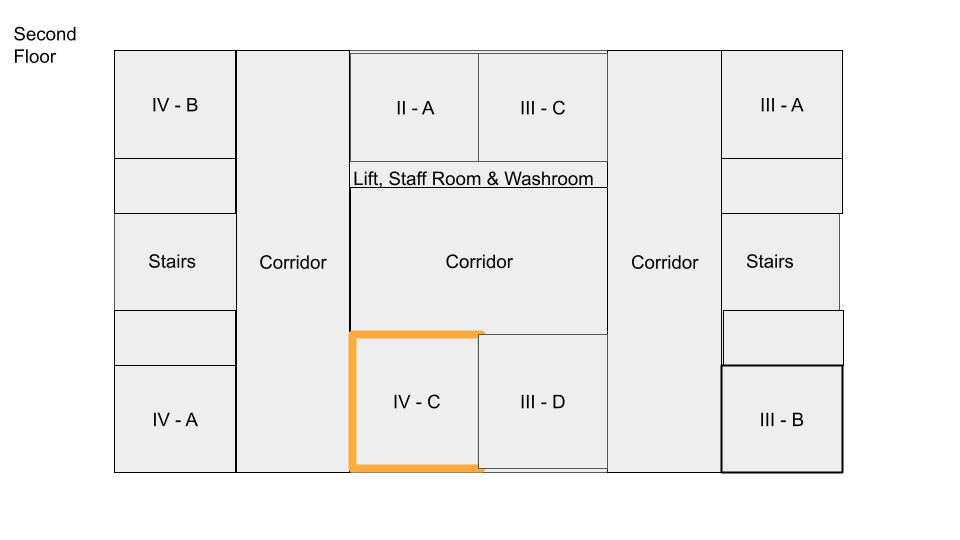 Second
Floor
IV - B
II - A
III - C
III - A
Lift, Staff Room & Washroom
Stairs
Corridor
Corridor
Corridor
Stairs
IV - C
III - D
IV - A
III - B